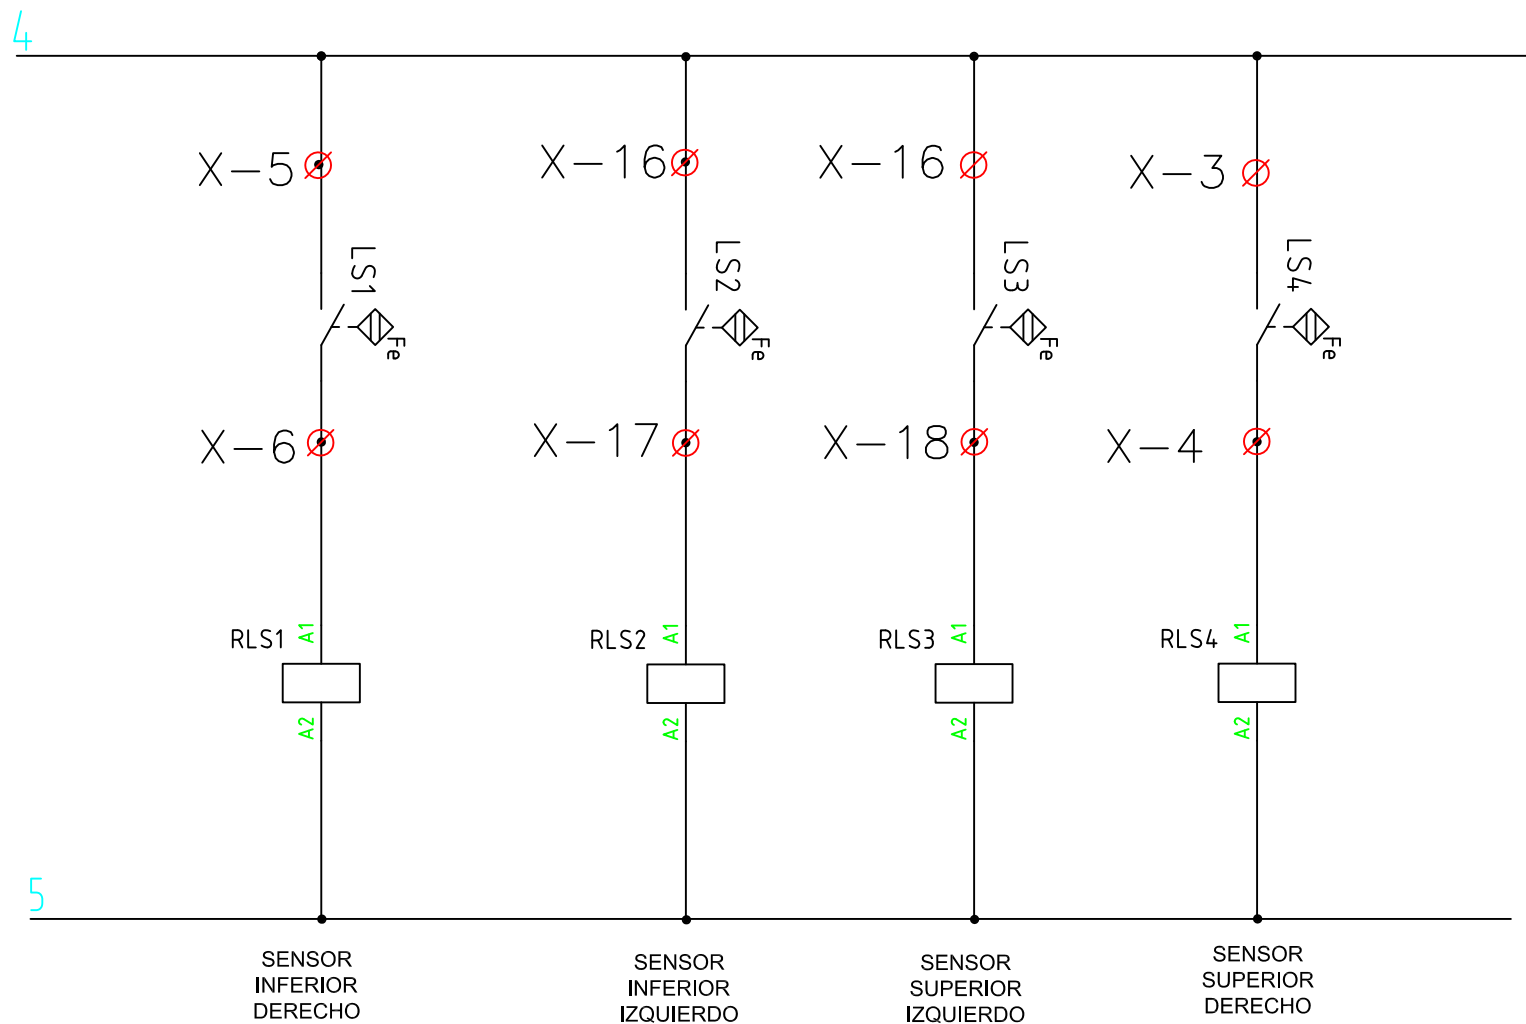 4
X-5
X-16
X-16
X-3
LS1
LS2
LS3
LS4
Fe
Fe
Fe
Fe
X-6
X-17
X-18
X-4
RLS1
A1
RLS2
A1
RLS3
A1
RLS4
A1
A2
A2
A2
A2
5
SENSOR
INFERIOR
DERECHO
SENSOR
INFERIOR
IZQUIERDO
SENSOR
SUPERIOR
IZQUIERDO
SENSOR
SUPERIOR
DERECHO